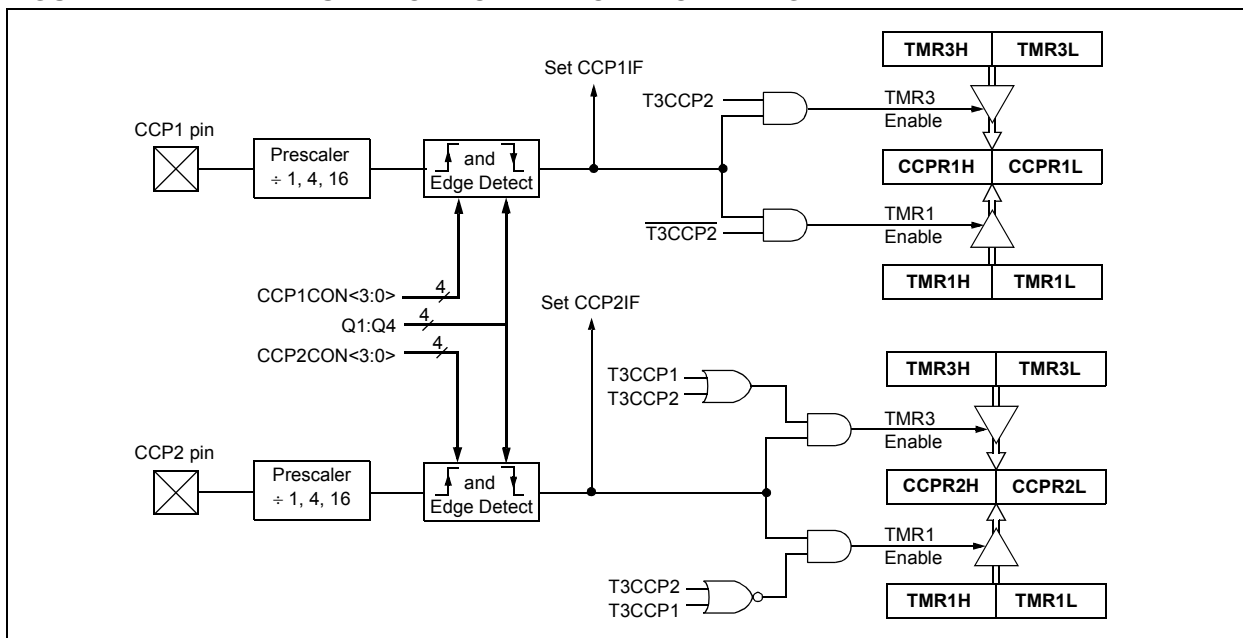 TMR3H TMR3L
Set CCP1IF
T3CCP2
TMR3
Enable
CCP1 pin
Prescaler
÷ 1, 4, 16
and
Edge Detect
CCPR1H CCPR1L
T3CCP2
TMR1
Enable
TMR1H TMR1L
CCP1CON<3:0>
4
Q1:Q4
4
CCP2CON<3:0>
4
Set CCP2IF
TMR3H TMR3L
T3CCP1
T3CCP2
TMR3
Enable
CCP2 pin
Prescaler
÷ 1, 4, 16
and
Edge Detect
CCPR2H CCPR2L
TMR1
Enable
T3CCP2
T3CCP1
TMR1H TMR1L